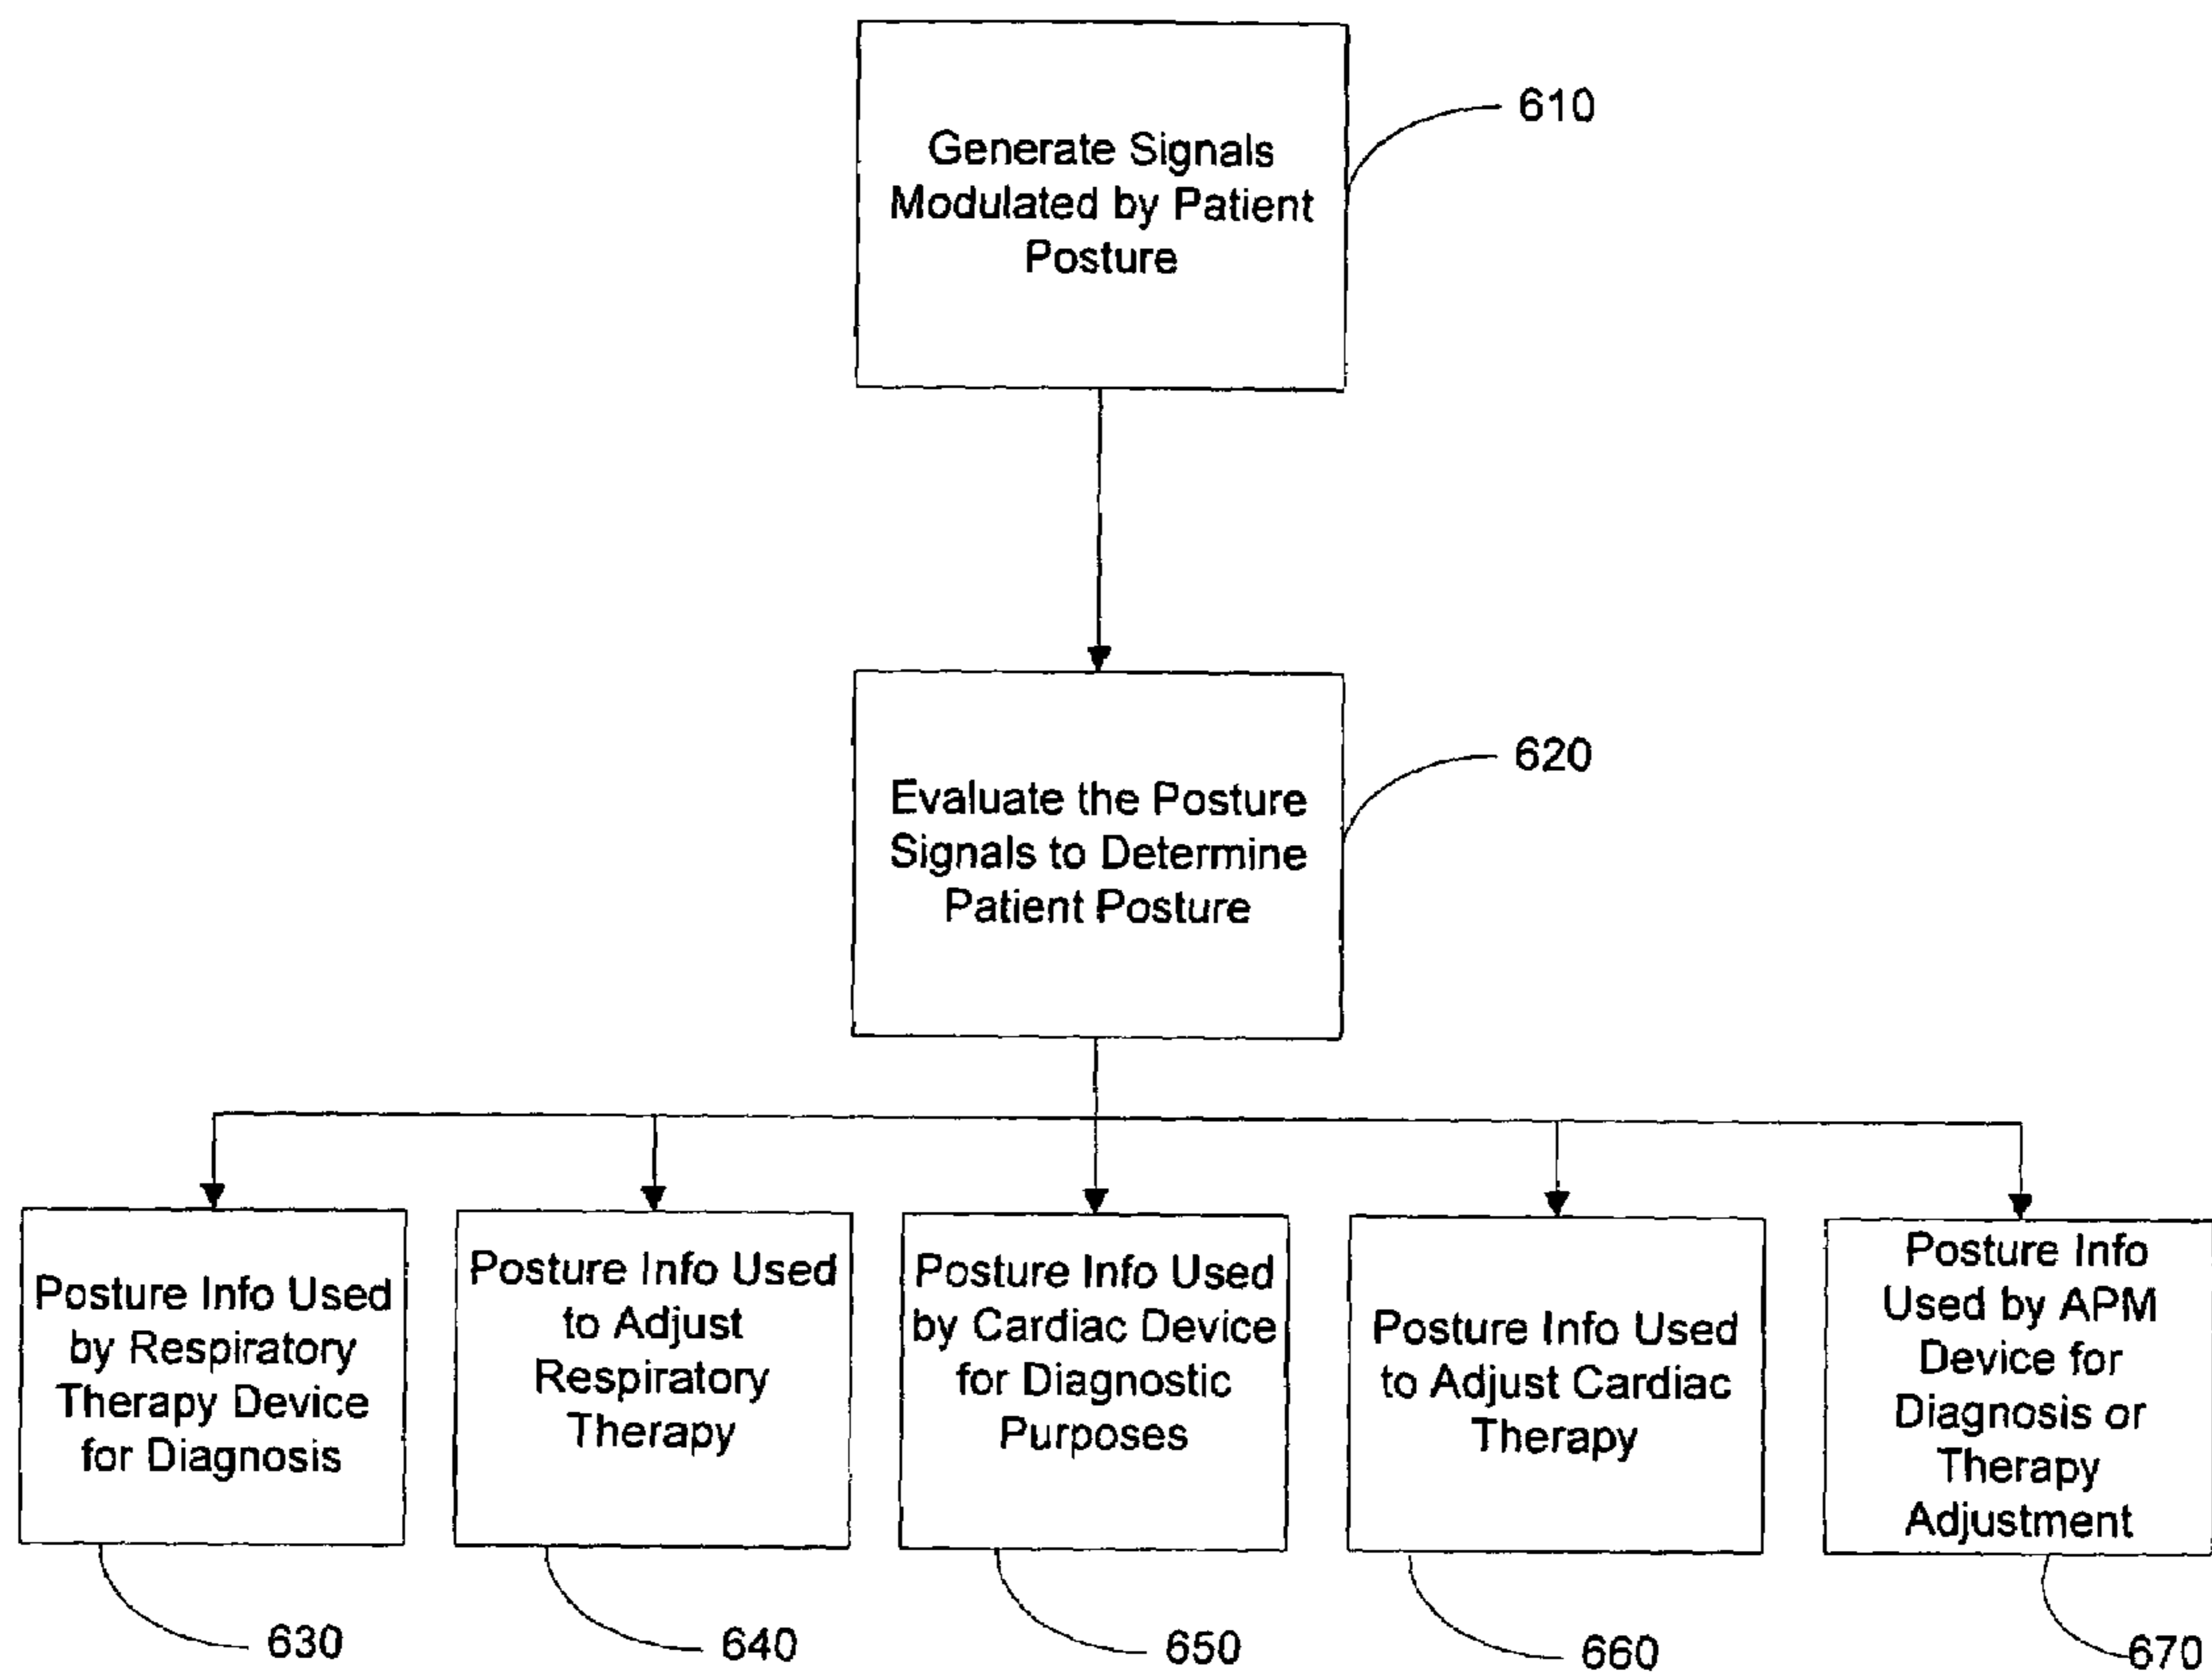 Generate Signals
Modulated by Patient
Posture
610
Evaluate the Posture
Signals to Determine
Patient Posture
620
Posture Info Used
by Respiratory
Therapy Device
for Diagnosis
630
Posture Info Used
to Adjust
Respiratory
Therapy
640
Posture Info Used
by Cardiac Device
for Diagnostic
Purposes
650
Posture Info Used
to Adjust Cardiac
Therapy
660
Posture Info
Used by APM
Device for
Diagnosis or
Therapy
Adjustment
670